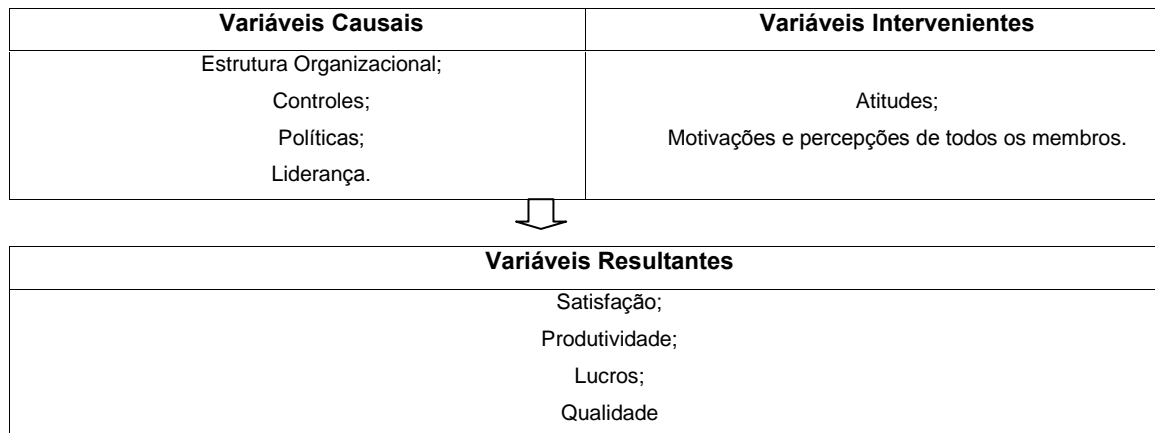 Variáveis Causais
Variáveis Intervenientes
Estrutura Organizacional;
Controles;
Políticas;
Liderança.
Atitudes;
Motivações e percepções de todos os membros.
Variáveis Resultantes
Satisfação;
Produtividade;
Lucros;
Qualidade